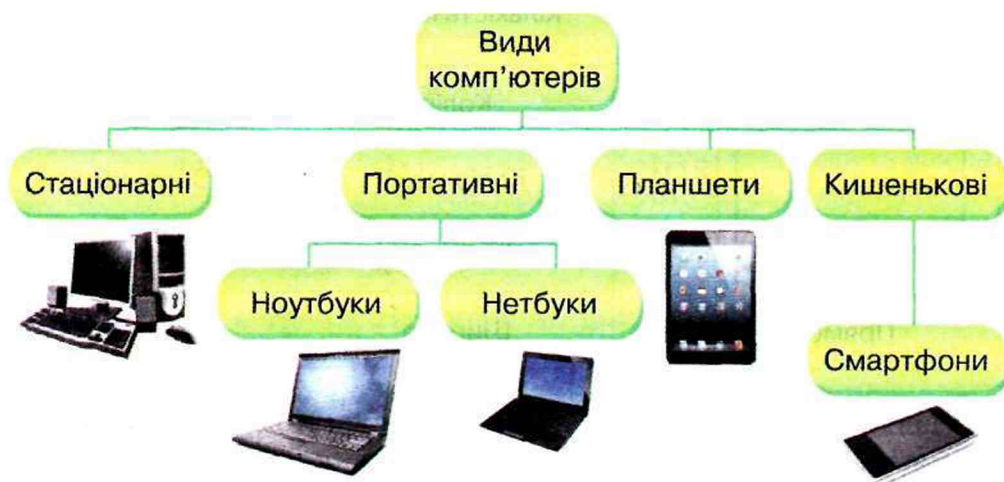 Види
комп'ютерів
Стаціонарні
Портативні
Планшети
Кишенькові
Ноутбуки
Нетбуки
Смартфони